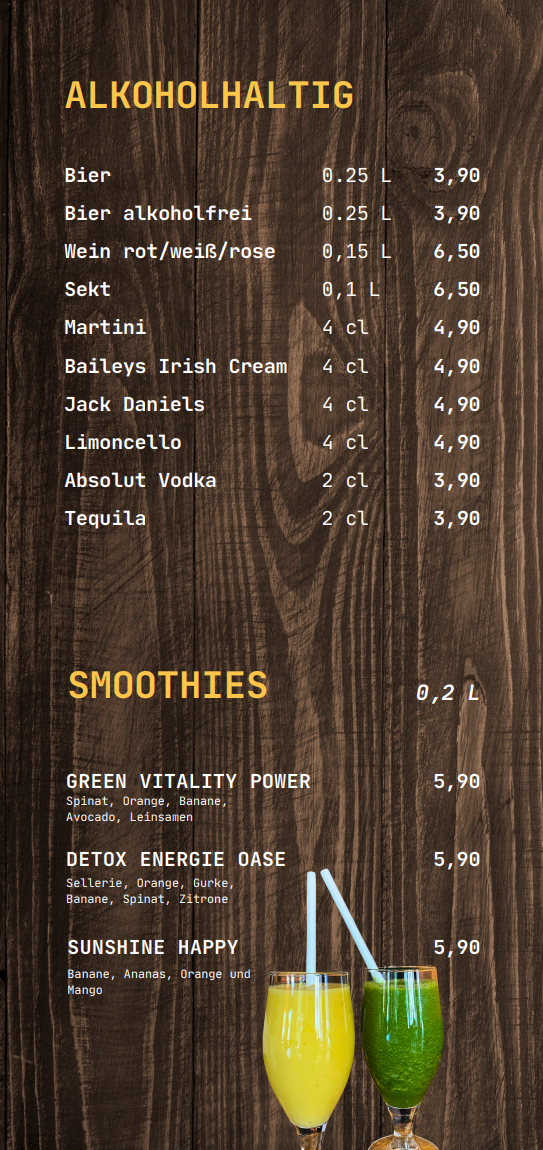 ALKOHOLHALTIG
Bier 0.25 L 3,90
Bier alkoholfrei 0.25 L 3,90
Wein rot/weiß/rose 0,15 L 6,50
Sekt 0,1 L 6,50
Martini 4 cl 4,90
Baileys Irish Cream 4 cl 4,90
Jack Daniels 4 cl 4,90
Limoncello 4 cl 4,90
Absolut Vodka 2 cl 3,90
Tequila 2 cl 3,90
SMOOTHIES 0,2 L
GREEN VITALITY POWER 5,90
Spinat, Orange, Banane,
Avocado, Leinsamen
DETOX ENERGIE OASE 5,90
Sellerie, Orange, Gurke,
Banane, Spinat, Zitrone
SUNSHINE HAPPY 5,90
Banane, Ananas, Orange und
Mango